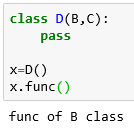 class D(B,C):
    pass
x=D()
x.func()
func of B class